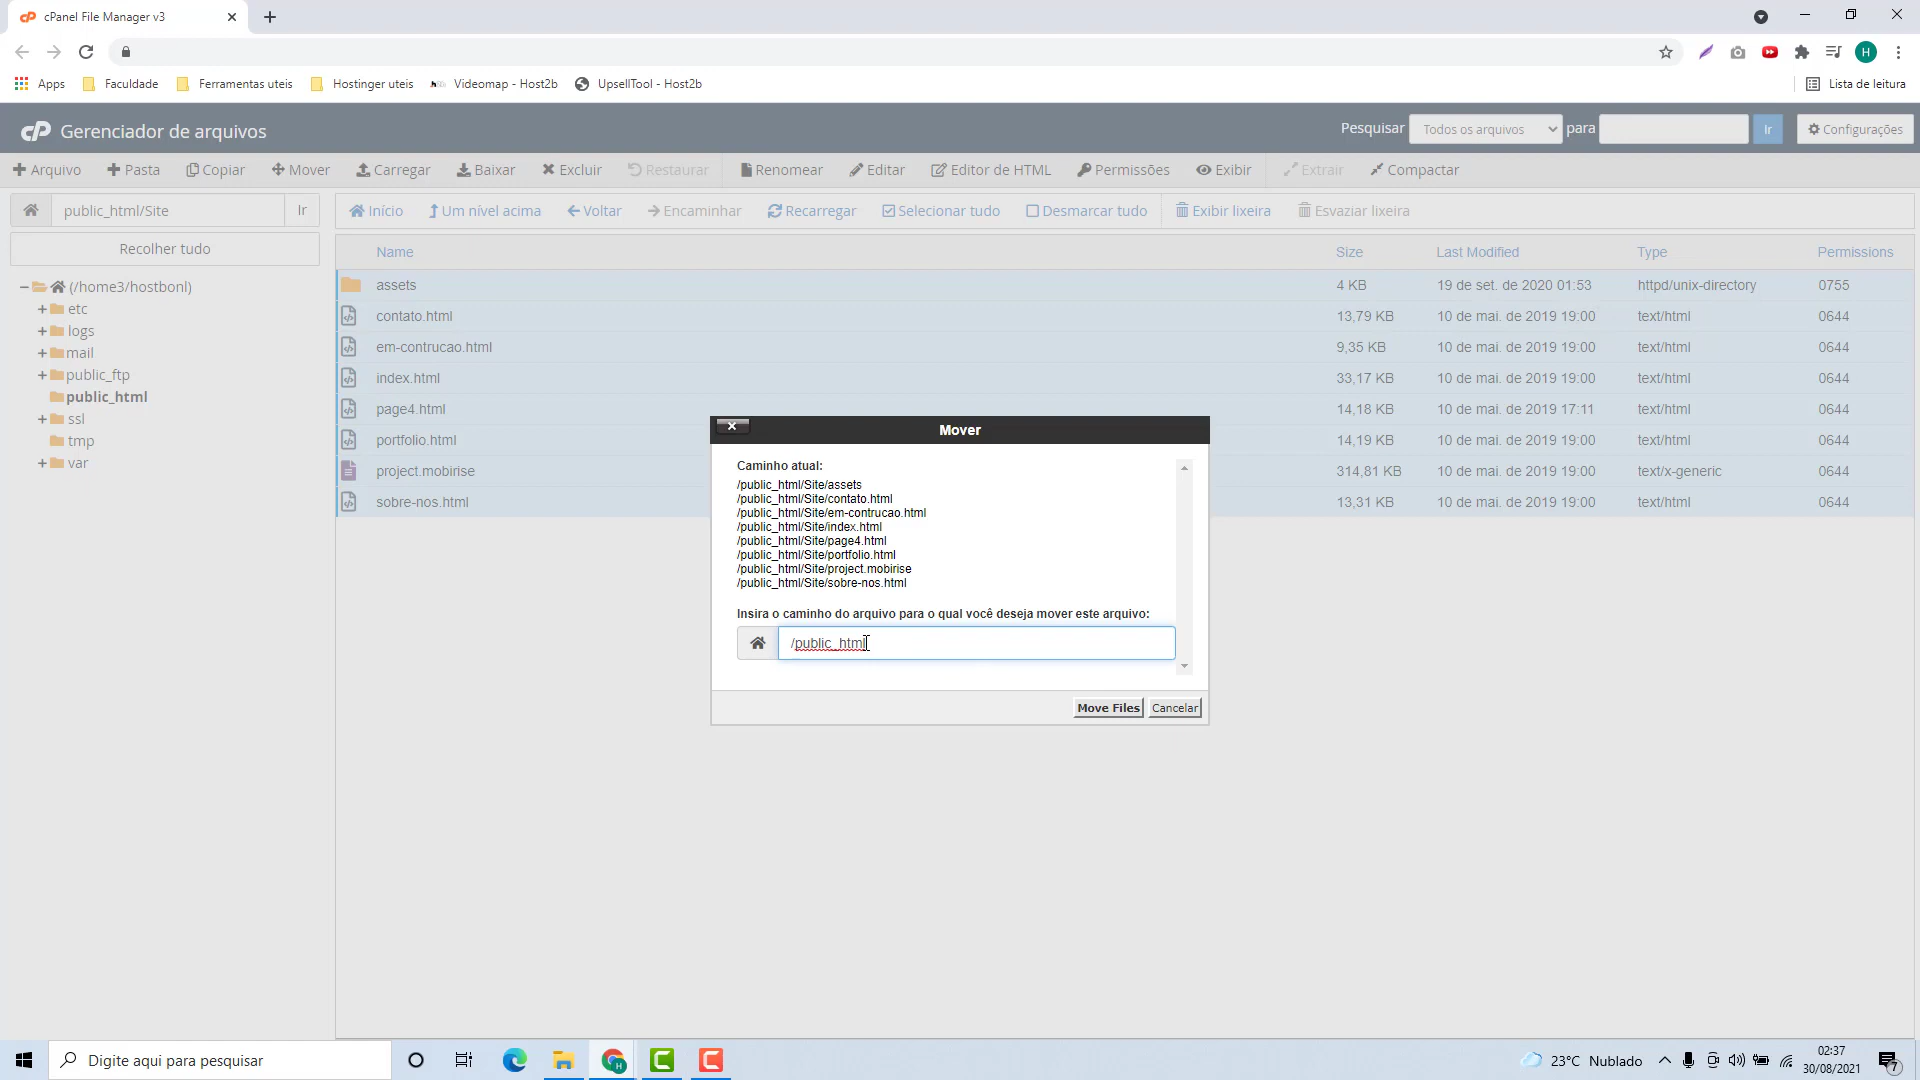 cPanel File Manager v3
Apps Faculdade Ferramentas uteis Hostinger uteis Videomap - Host2b UpsellTool - Host2b Lista de leitura
cP Gerenciador de arquivos Pesquisar Todos os arquivos para Ir Configurações
Arquivo Pasta Copiar Mover Carregar Baixar Excluir Restaurar Renomear Editar Editor de HTML Permissões Exibir Extrair Compactar
public_html/Site Ir Início Um nível acima Voltar Encaminhar Recarregar Selecionar tudo Desmarcar tudo Exibir lixeira Esvaziar lixeira
Recolher tudo
(/home3/hostbonl)
etc
logs
mail
public_ftp
public_html
ssl
tmp
var
Name Size Last Modified Type Permissions
assets 4 KB 19 de set. de 2020 01:53 httpd/unix-directory 0755
contato.html 13,79 KB 10 de mai. de 2019 19:00 text/html 0644
em-contrucao.html 9,35 KB 10 de mai. de 2019 19:00 text/html 0644
index.html 33,17 KB 10 de mai. de 2019 19:00 text/html 0644
page4.html 14,18 KB 10 de mai. de 2019 17:11 text/html 0644
portfolio.html 14,19 KB 10 de mai. de 2019 19:00 text/html 0644
project.mobirise 314,81 KB 10 de mai. de 2019 19:00 text/x-generic 0644
sobre-nos.html 13,31 KB 10 de mai. de 2019 19:00 text/html 0644
Mover
Caminho atual:
/public_html/Site/assets
/public_html/Site/contato.html
/public_html/Site/em-contrucao.html
/public_html/Site/index.html
/public_html/Site/page4.html
/public_html/Site/portfolio.html
/public_html/Site/project.mobirise
/public_html/Site/sobre-nos.html
Insira o caminho do arquivo para o qual você deseja mover este arquivo:
/public_html
Move Files Cancelar
Digite aqui para pesquisar 23°C Nublado 02:37
30/08/2021 7